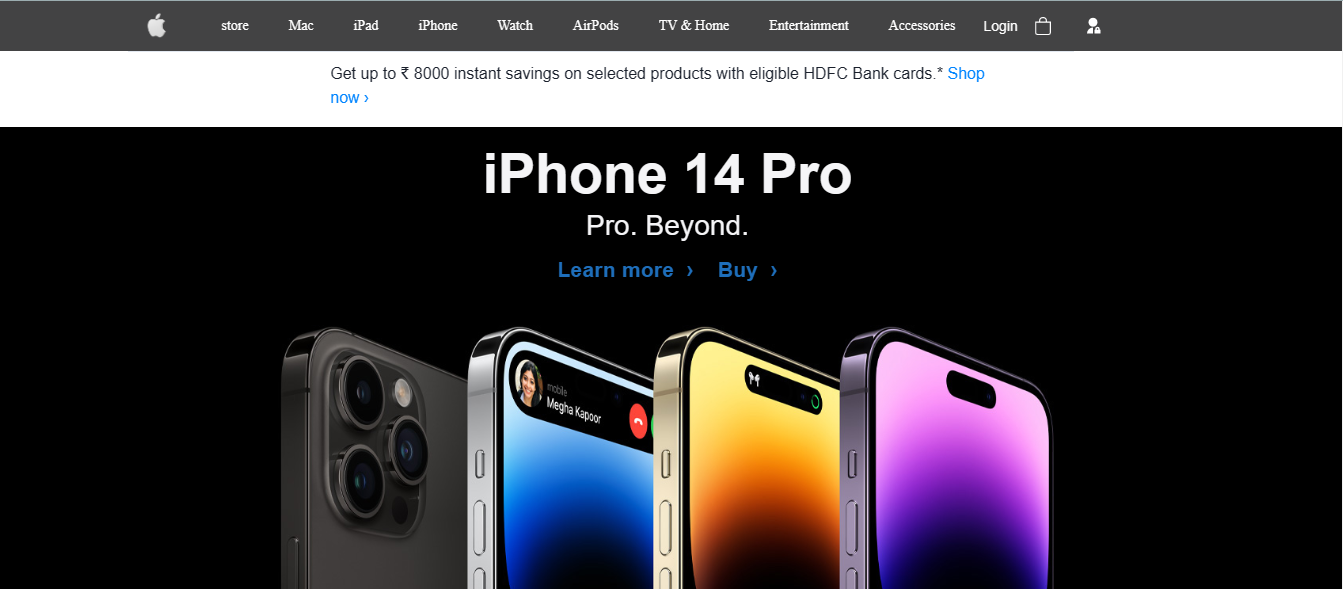 store Mac iPad iPhone Watch AirPods TV & Home Entertainment Accessories Login
Get up to ₹ 8000 instant savings on selected products with eligible HDFC Bank cards.* Shop
now ›
iPhone 14 Pro
Pro. Beyond.
Learn more › Buy ›
mobile
Megha Kapoor